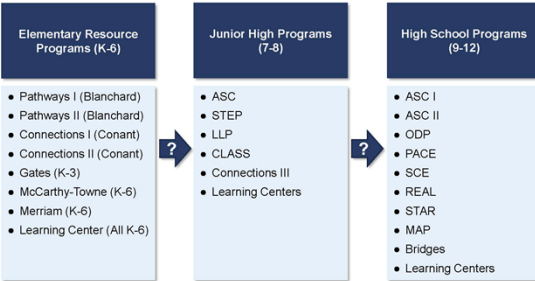 Elementary Resource
Programs (K-6)
Pathways I (Blanchard)
Pathways II (Blanchard)
Connections I (Conant)
Connections II (Conant)
Gates (K-3)
McCarthy-Towne (K-6)
Merriam (K-6)
Learning Center (All K-6)
?
Junior High Programs
(7-8)
ASC
STEP
LLP
CLASS
Connections III
Learning Centers
?
High School Programs
(9-12)
ASC I
ASC II
ODP
PACE
SCE
REAL
STAR
MAP
Bridges
Learning Centers